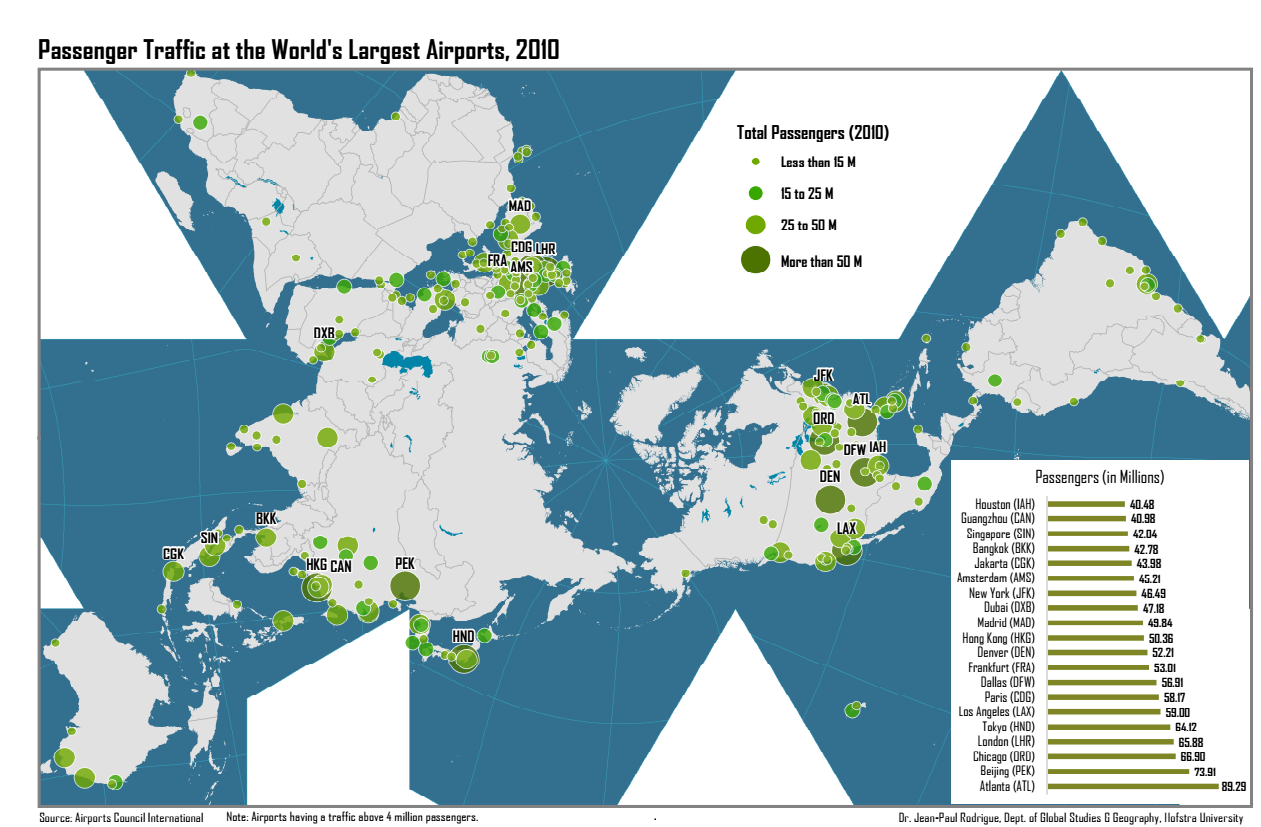 Passenger Traffic at the World's Largest Airports, 2010
Total Passengers (2010)
Less than 15 M
15 to 25 M
25 to 50 M
More than 50 M
MAD
CDG LHR
FRA AMS
DXB
JFK
ATL
ORD
DFW IAH
DEN
LAX
BKK
SIN
CGK
HKG CAN
PEK
HND
Passengers (in Millions)
Houston (IAH) 40.48
Guangzhou (CAN) 40.98
Singapore (SIN) 42.04
Bangkok (BKK) 42.78
Jakarta (CGK) 43.98
Amsterdam (AMS) 45.21
New York (JFK) 46.49
Dubai (DXB) 47.18
Madrid (MAD) 49.84
Hong Kong (HKG) 50.36
Denver (DEN) 52.21
Frankfurt (FRA) 53.01
Dallas (DFW) 56.91
Paris (CDG) 58.17
Los Angeles (LAX) 59.00
Tokyo (HND) 64.12
London (LHR) 65.88
Chicago (ORD) 66.90
Beijing (PEK) 73.91
Atlanta (ATL) 89.29
Source: Airports Council International
Note: Airports having a traffic above 4 million passengers.
Dr. Jean-Paul Rodrigue, Dept. of Global Studies & Geography, Hofstra University